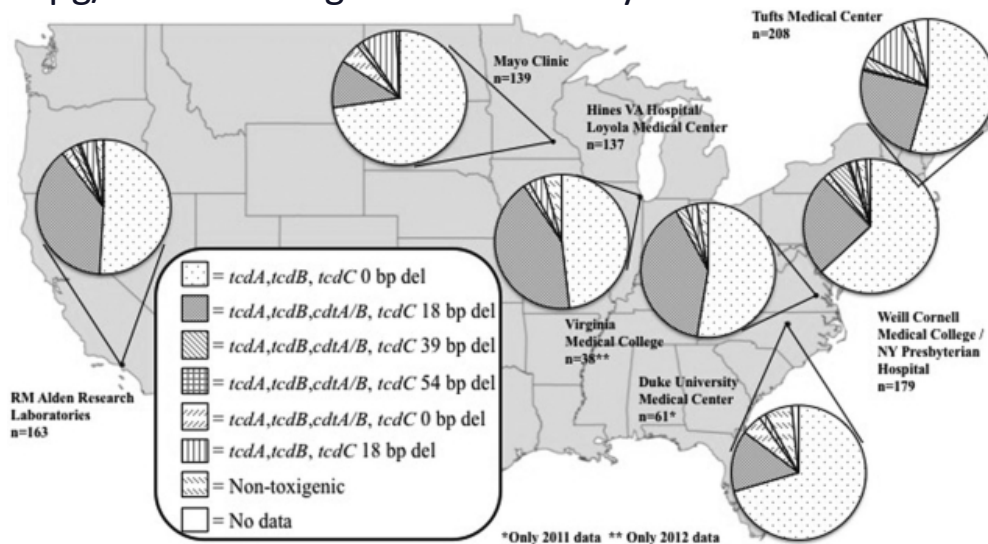 Tufts Medical Center
n=208
Mayo Clinic
n=139
Hines VA Hospital/
Loyola Medical Center
n=137
= tcdA,tcdB, tcdC 0 bp del
= tcdA,tcdB,cdtA/B, tcdC 18 bp del
= tcdA,tcdB,cdtA/B, tcdC 39 bp del
= tcdA,tcdB,cdtA/B, tcdC 54 bp del
= tcdA,tcdB,cdtA/B, tcdC 0 bp del
= tcdA,tcdB, tcdC 18 bp del
= Non-toxigenic
= No data
RM Alden Research
Laboratories
n=163
Virginia
Medical College
n=38**
Duke University
Medical Center
n=61*
Weill Cornell
Medical College /
NY Presbyterian
Hospital
n=179
*Only 2011 data ** Only 2012 data